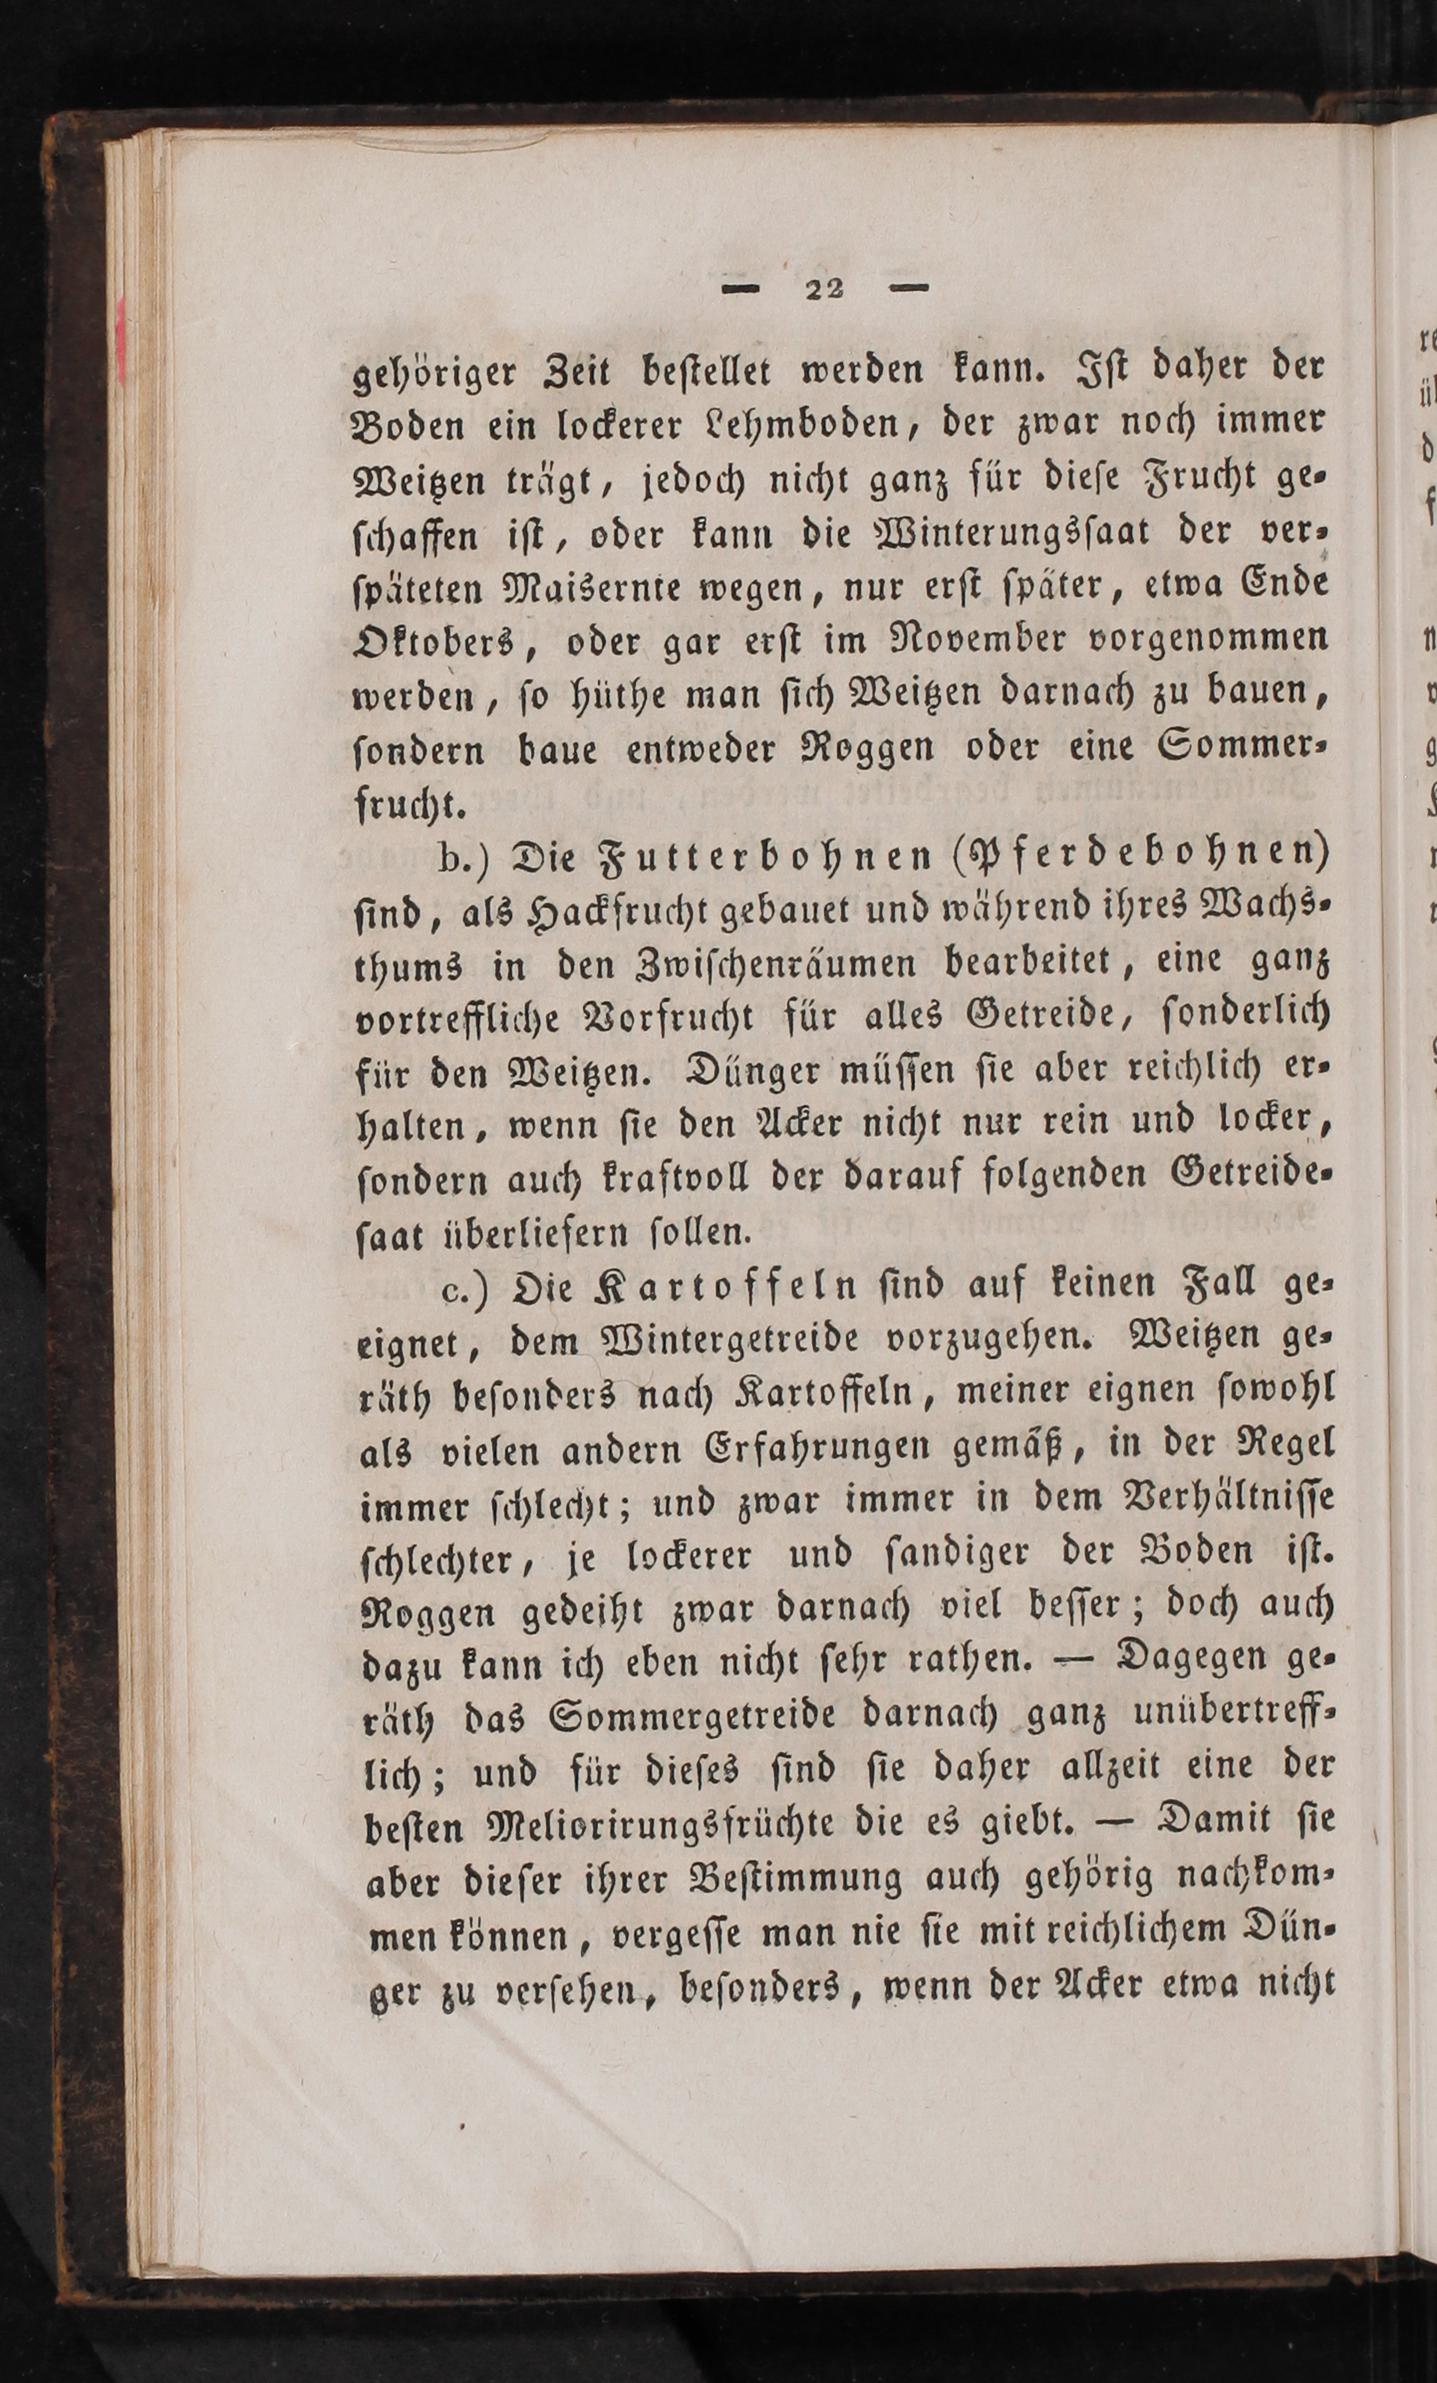 — 22 —
gehöriger Zeit beſtellet werden kann. Iſt daher der
Boden ein lockerer Lehmboden, der zwar noch immer
Weitzen trägt, jedoch nicht ganz für dieſe Frucht ge⸗
ſchaffen iſt, oder kann die Winterungsſaat der ver⸗
ſpäteten Maisernte wegen, nur erſt ſpäter, etwa Ende
Oktobers, oder gar erſt im November vorgenommen
werden, ſo hüthe man ſich Weitzen darnach zu bauen,
ſondern baue entweder Roggen oder eine Sommer⸗
frucht.
b.) Die Futterbohnen (Pferdebohnen)
ſind, als Hackfrucht gebauet und während ihres Wachs⸗
thums in den Zwiſchenräumen bearbeitet, eine ganz
vortreffliche Vorfrucht für alles Getreide, ſonderlich
für den Weitzen. Dünger müſſen ſie aber reichlich er⸗
halten, wenn ſie den Acker nicht nur rein und locker,
ſondern auch kraftvoll der darauf folgenden Getreide⸗
ſaat überliefern ſollen.
c.) Die Kartoffeln ſind auf keinen Fall ge⸗
eignet, dem Wintergetreide vorzugehen. Weitzen ge⸗
räth beſonders nach Kartoffeln, meiner eignen ſowohl
als vielen andern Erfahrungen gemäß, in der Regel
immer ſchlecht; und zwar immer in dem Verhältniſſe
ſchlechter, je lockerer und ſandiger der Boden iſt.
Roggen gedeiht zwar darnach viel beſſer; doch auch
dazu kann ich eben nicht ſehr rathen. — Dagegen ge⸗
räth das Sommergetreide darnach ganz unübertreff⸗
lich; und für dieſes ſind ſie daher allzeit eine der
beſten Meliorirungsfrüchte die es giebt. — Damit ſie
aber dieſer ihrer Beſtimmung auch gehörig nachkom⸗
men können, vergeſſe man nie ſie mit reichlichem Dün⸗
ger zu verſehen, beſonders, wenn der Acker etwa nicht